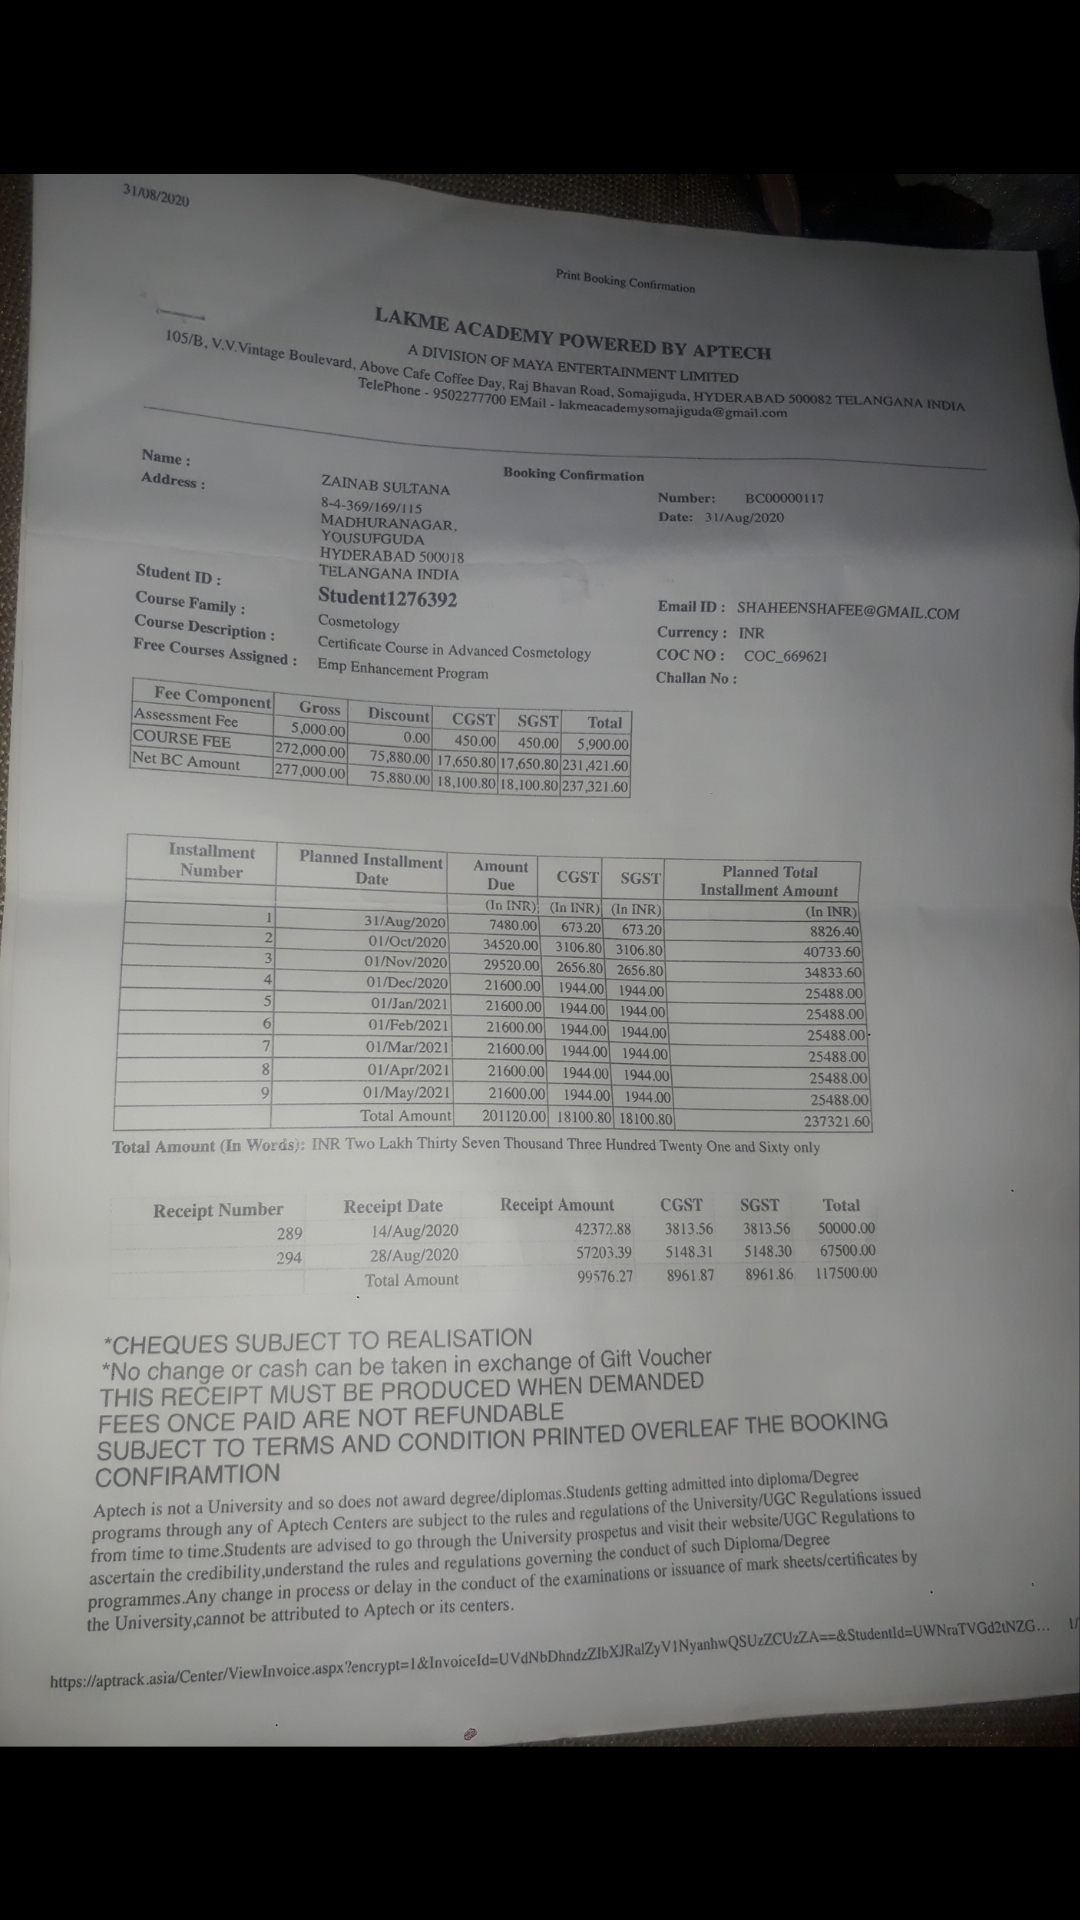 31/08/2020
Print Booking Confirmation
LAKME ACADEMY POWERED BY APTECH
A DIVISION OF MAYA ENTERTAINMENT LIMITED
105/B, V.V.Vintage Boulevard, Above Cafe Coffee Day, Raj Bhavan Road, Somajiguda, HYDERABAD 500082 TELANGANA INDIA
TelePhone - 9502277700 EMail - lakmeacademysomajiguda@gmail.com
Booking Confirmation
Name : ZAINAB SULTANA Number: BC00000117
Address : 8-4-369/169/115 Date: 31/Aug/2020
MADHURANAGAR,
YOUSUFGUDA
HYDERABAD 500018
TELANGANA INDIA
Student ID : Student1276392 Email ID : SHAHEENSHAFEE@GMAIL.COM
Course Family : Cosmetology Currency : INR
Course Description : Certificate Course in Advanced Cosmetology COC NO : COC_669621
Free Courses Assigned : Emp Enhancement Program Challan No :
Fee Component Gross Discount CGST SGST Total
Assessment Fee 5,000.00 0.00 450.00 450.00 5,900.00
COURSE FEE 272,000.00 75,880.00 17,650.80 17,650.80 231,421.60
Net BC Amount 277,000.00 75,880.00 18,100.80 18,100.80 237,321.60
Installment Number Planned Installment Date Amount Due CGST SGST Planned Total Installment Amount
(In INR) (In INR) (In INR) (In INR)
1 31/Aug/2020 7480.00 673.20 673.20 8826.40
2 01/Oct/2020 34520.00 3106.80 3106.80 40733.60
3 01/Nov/2020 29520.00 2656.80 2656.80 34833.60
4 01/Dec/2020 21600.00 1944.00 1944.00 25488.00
5 01/Jan/2021 21600.00 1944.00 1944.00 25488.00
6 01/Feb/2021 21600.00 1944.00 1944.00 25488.00
7 01/Mar/2021 21600.00 1944.00 1944.00 25488.00
8 01/Apr/2021 21600.00 1944.00 1944.00 25488.00
9 01/May/2021 21600.00 1944.00 1944.00 25488.00
Total Amount 201120.00 18100.80 18100.80 237321.60
Total Amount (In Words): INR Two Lakh Thirty Seven Thousand Three Hundred Twenty One and Sixty only
Receipt Number Receipt Date Receipt Amount CGST SGST Total
289 14/Aug/2020 42372.88 3813.56 3813.56 50000.00
294 28/Aug/2020 57203.39 5148.31 5148.30 67500.00
Total Amount 99576.27 8961.87 8961.86 117500.00
*CHEQUES SUBJECT TO REALISATION
*No change or cash can be taken in exchange of Gift Voucher
THIS RECEIPT MUST BE PRODUCED WHEN DEMANDED
FEES ONCE PAID ARE NOT REFUNDABLE
SUBJECT TO TERMS AND CONDITION PRINTED OVERLEAF THE BOOKING
CONFIRAMTION
Aptech is not a University and so does not award degree/diplomas.Students getting admitted into diploma/Degree
programs through any of Aptech Centers are subject to the rules and regulations of the University/UGC Regulations issued
from time to time.Students are advised to go through the University prospetus and visit their website/UGC Regulations to
ascertain the credibility,understand the rules and regulations governing the conduct of such Diploma/Degree
programmes.Any change in process or delay in the conduct of the examinations or issuance of mark sheets/certificates by
the University,cannot be attributed to Aptech or its centers.
https://aptrack.asia/Center/ViewInvoice.aspx?encrypt=1&InvoiceId=UVdNbDhndzZIbXJRalZyV1NyanhwQSUzZCUzZA==&StudentId=UWNraTVGd2tNZG... 1/